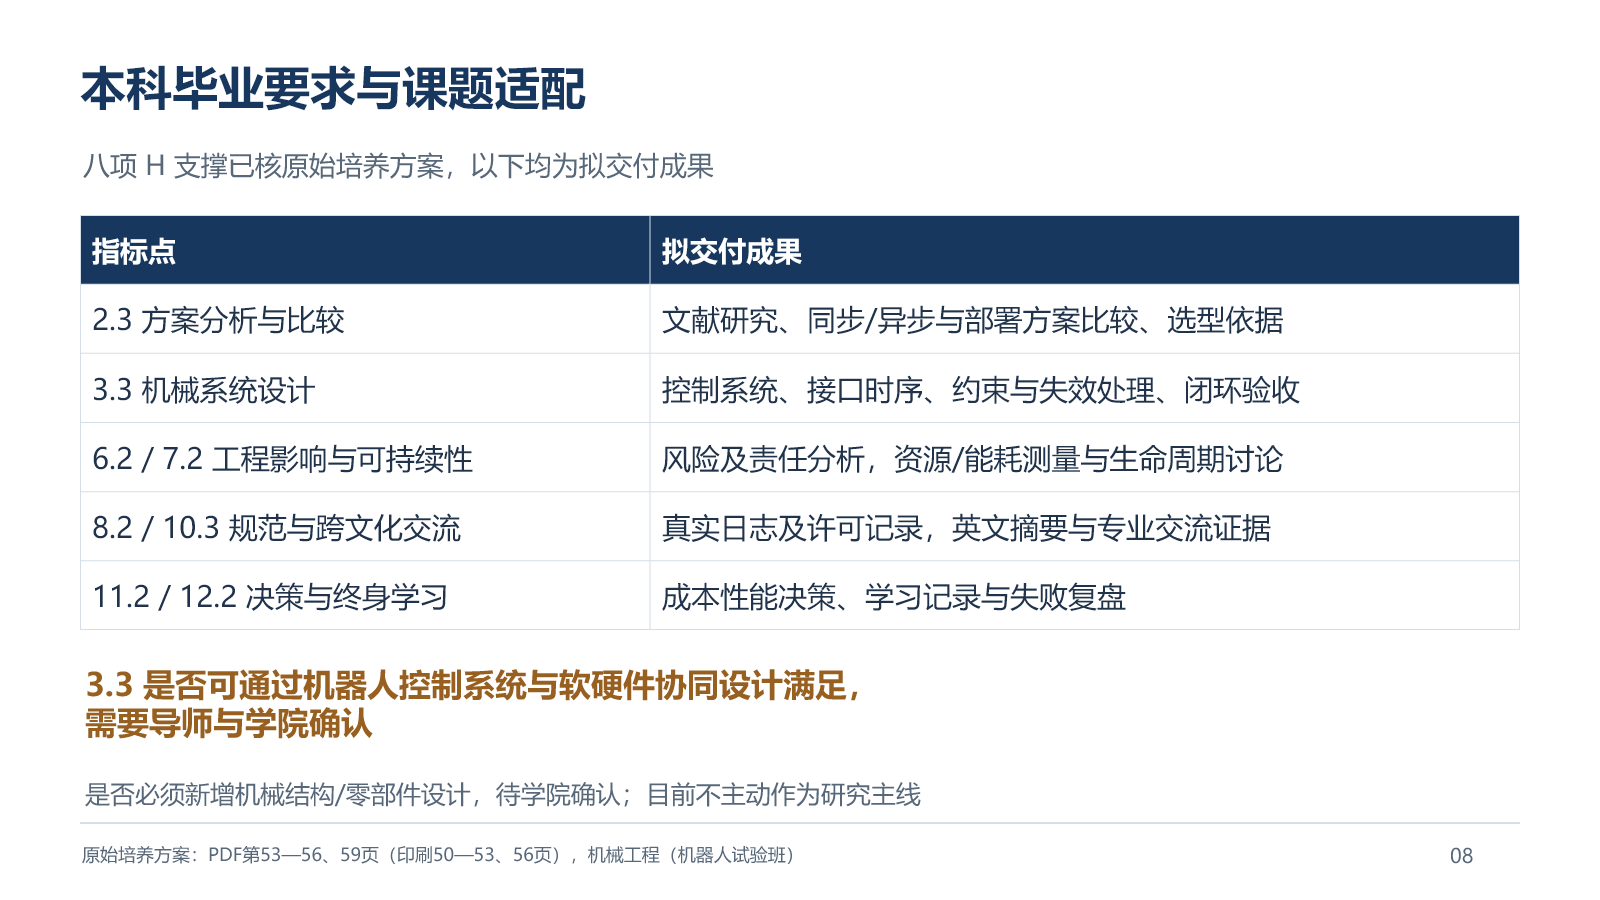 本科毕业要求与课题适配
八项 H 支撑已核原始培养方案，以下均为拟交付成果
指标点
拟交付成果
2.3 方案分析与比较
文献研究、同步/异步与部署方案比较、选型依据
3.3 机械系统设计
控制系统、接口时序、约束与失效处理、闭环验收
6.2 / 7.2 工程影响与可持续性
风险及责任分析，资源/能耗测量与生命周期讨论
8.2 / 10.3 规范与跨文化交流
真实日志及许可记录，英文摘要与专业交流证据
11.2 / 12.2 决策与终身学习
成本性能决策、学习记录与失败复盘
3.3 是否可通过机器人控制系统与软硬件协同设计满足，
需要导师与学院确认
是否必须新增机械结构/零部件设计，待学院确认；目前不主动作为研究主线
原始培养方案：PDF第53—56、59页（印刷50—53、56页），机械工程（机器人试验班）
08